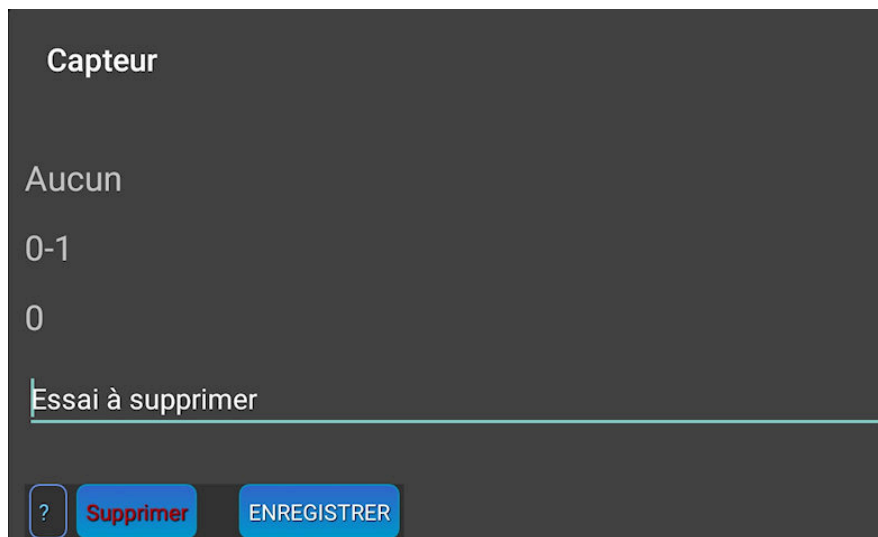 Capteur
Aucun
0-1
0
Essai à supprimer
? Supprimer ENREGISTRER